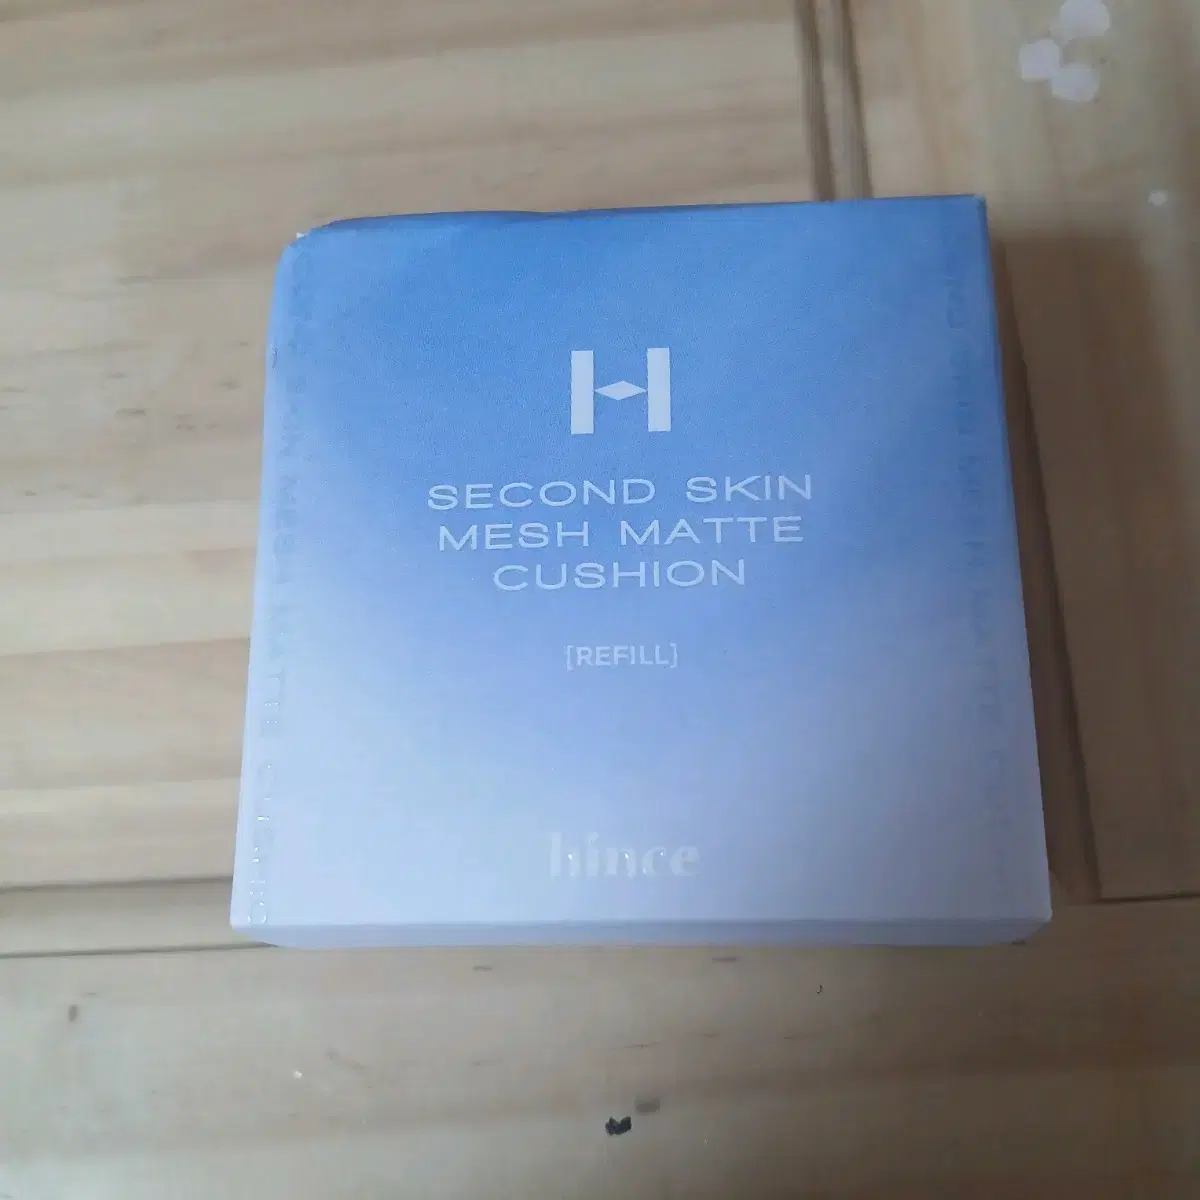 H
SECOND SKIN
MESH MATTE
CUSHION
[REFILL]
hince